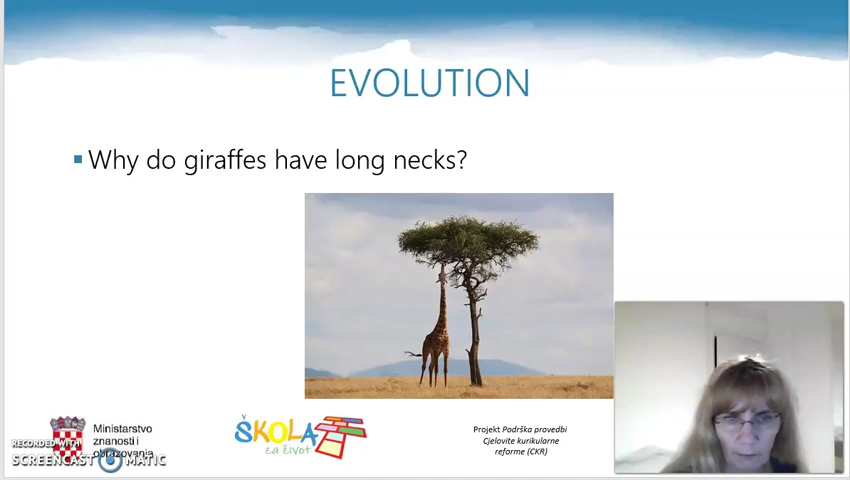 EVOLUTION
Why do giraffes have long necks?
Ministarstvo
znanosti i
obrazovanja
RECORDED WITH
SCREENCAST MATIC
ŠKOLA
za život
Projekt Podrška provedbi
Cjelovite kurikularne
reforme (CKR)